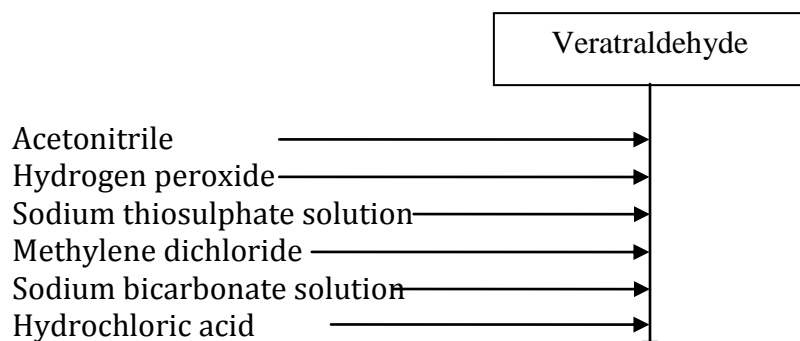 Veratraldehyde
Acetonitrile
Hydrogen peroxide
Sodium thiosulphate solution
Methylene dichloride
Sodium bicarbonate solution
Hydrochloric acid